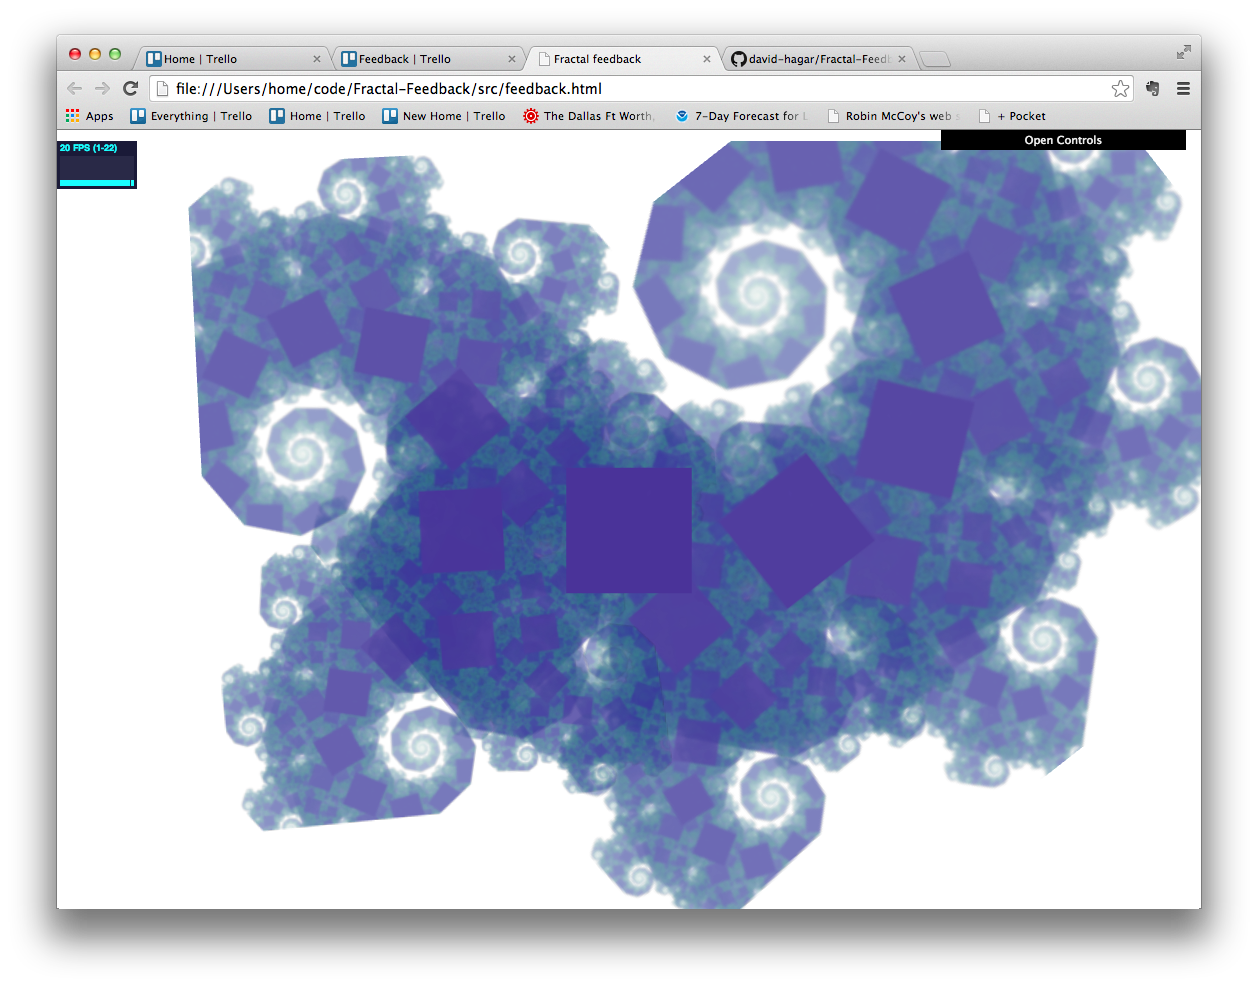 Home | Trello
Feedback | Trello
Fractal feedback
david-hagar/Fractal-Feedb
file:///Users/home/code/Fractal-Feedback/src/feedback.html
Apps
Everything | Trello
Home | Trello
New Home | Trello
The Dallas Ft Worth,
7-Day Forecast for L
Robin McCoy's web s
+ Pocket
20 FPS (1-22)
Open Controls